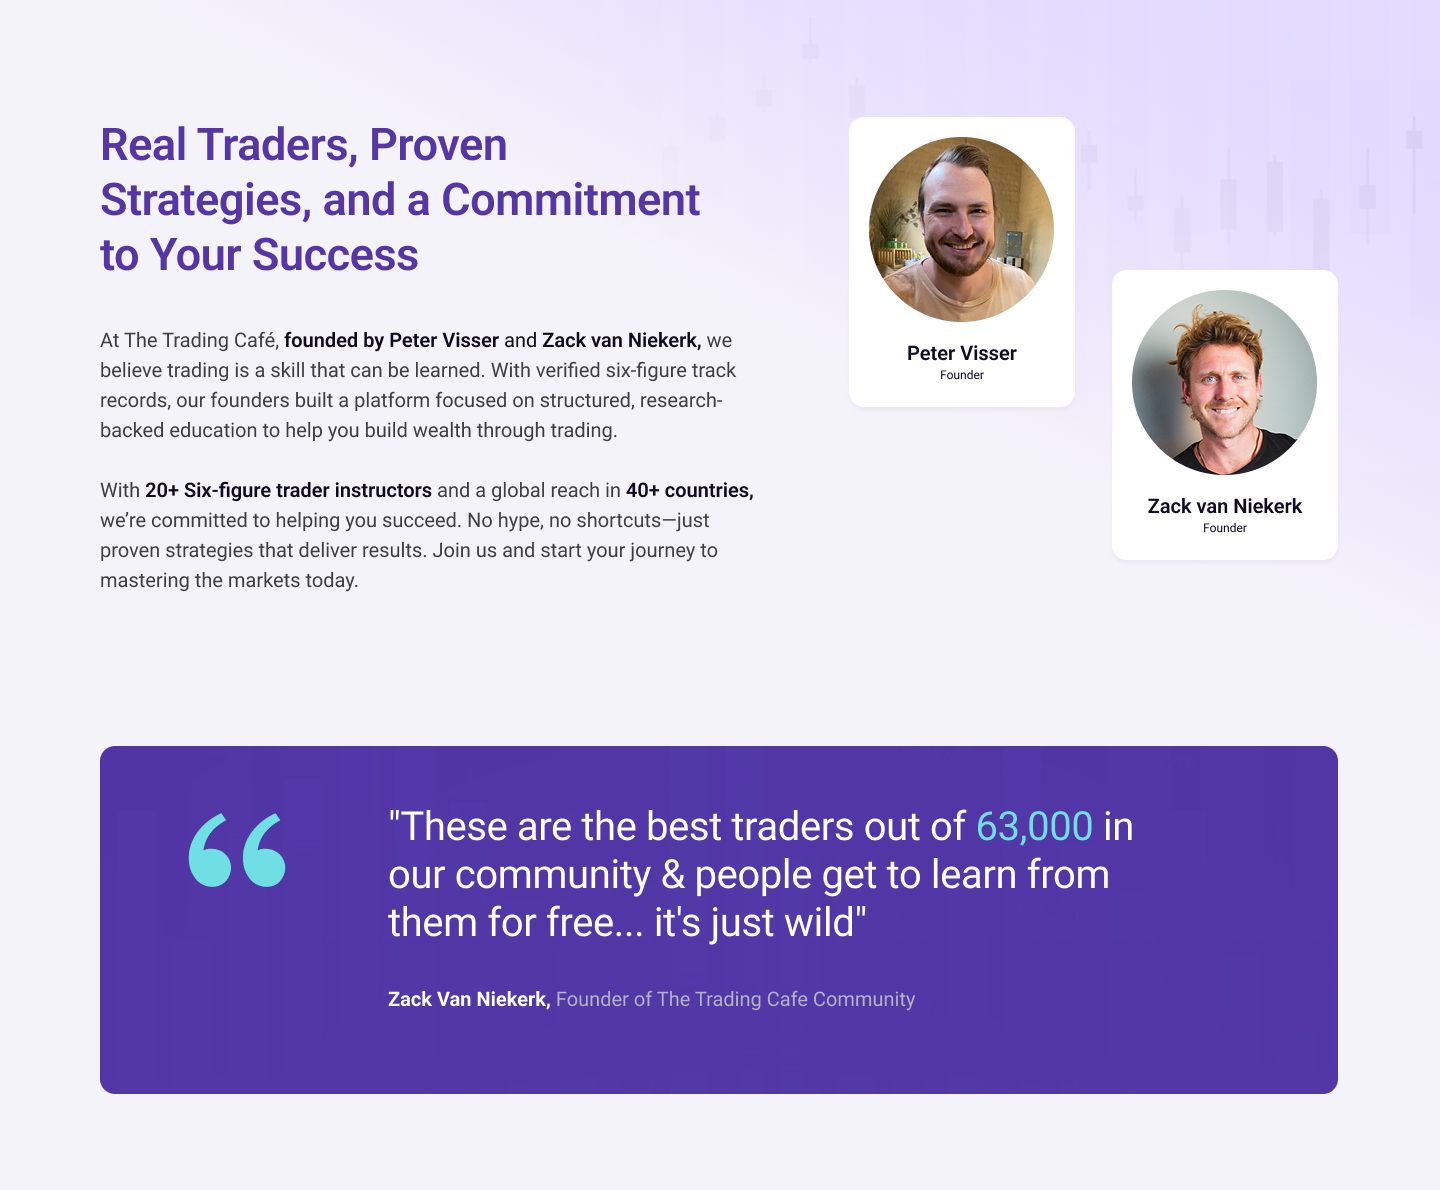 Real Traders, Proven
Strategies, and a Commitment
to Your Success
At The Trading Café, founded by Peter Visser and Zack van Niekerk, we
believe trading is a skill that can be learned. With verified six-figure track
records, our founders built a platform focused on structured, research-
backed education to help you build wealth through trading.
With 20+ Six-figure trader instructors and a global reach in 40+ countries,
we’re committed to helping you succeed. No hype, no shortcuts—just
proven strategies that deliver results. Join us and start your journey to
mastering the markets today.
Peter Visser
Founder
Zack van Niekerk
Founder
"These are the best traders out of 63,000 in
our community & people get to learn from
them for free... it's just wild"
Zack Van Niekerk, Founder of The Trading Cafe Community